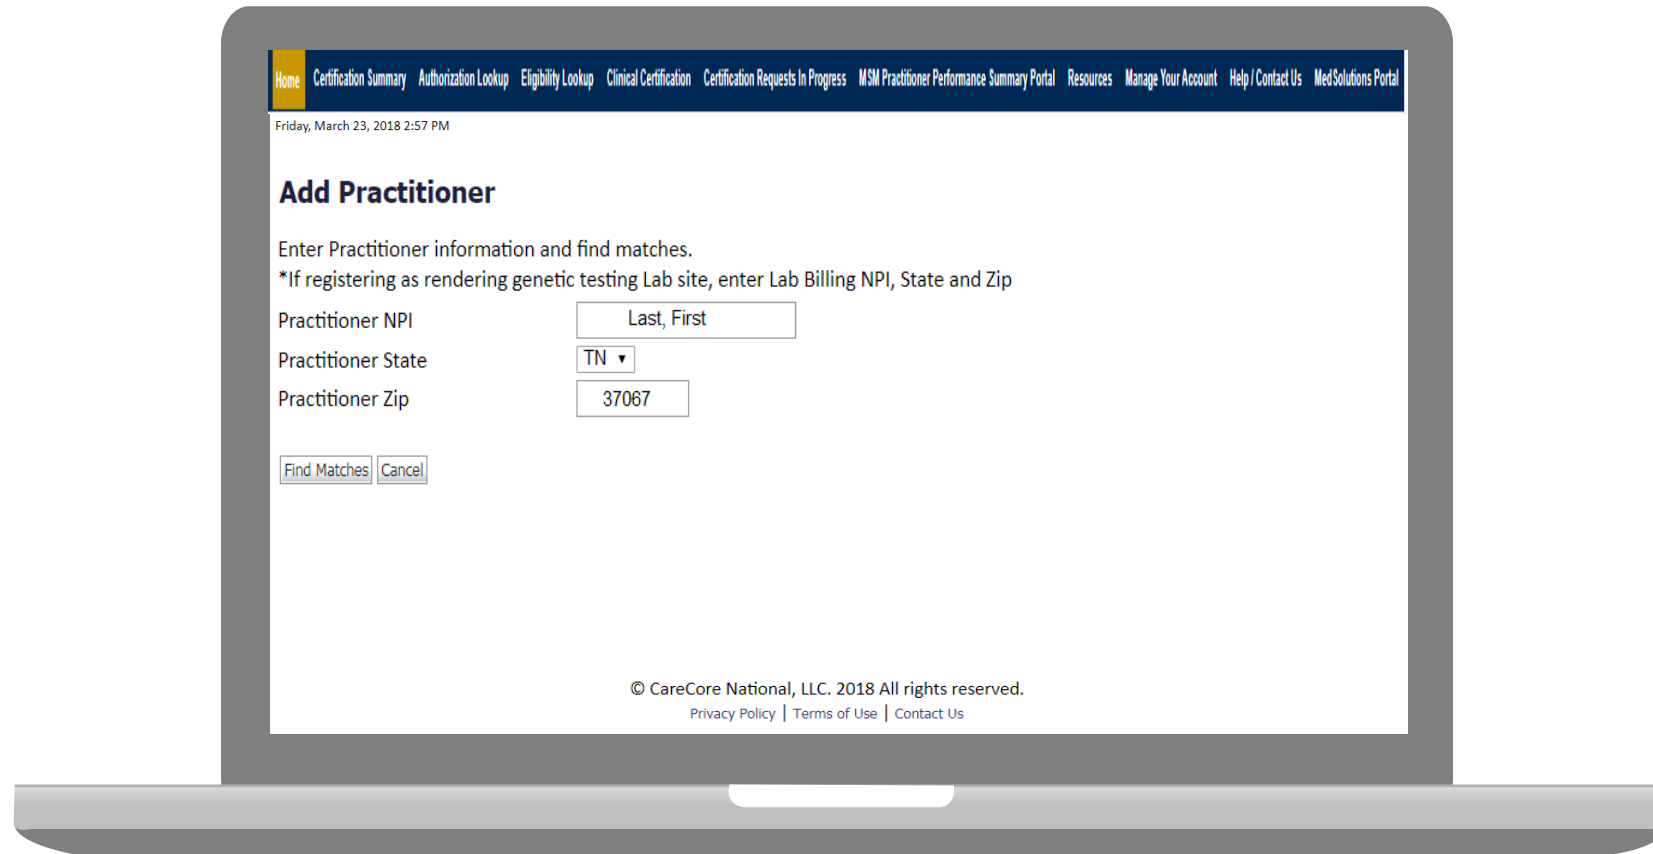 Home Certification Summary Authorization Lookup Eligibility Lookup Clinical Certification Certification Requests In Progress MSM Practitioner Performance Summary Portal Resources Manage Your Account Help / Contact Us MedSolutions Portal
Friday, March 23, 2018 2:57 PM
Add Practitioner
Enter Practitioner information and find matches.
*If registering as rendering genetic testing Lab site, enter Lab Billing NPI, State and Zip
Practitioner NPI Last, First
Practitioner State TN
Practitioner Zip 37067
Find Matches Cancel
© CareCore National, LLC. 2018 All rights reserved.
Privacy Policy | Terms of Use | Contact Us